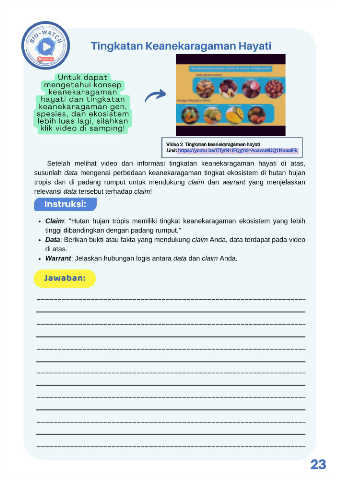 BIO-WATCH
Tingkatan Keanekaragaman Hayati
Untuk dapat
mengetahui konsep
keanekaragaman
hayati dan tingkatan
keanekaragaman gen,
spesies, dan ekosistem
lebih luas lagi, silahkan
klik video di samping!
Video 2 Tingkatan keanekaragaman hayati
Link:
Setelah melihat video dan informasi tingkatan keanekaragaman hayati di atas,
susunlah data mengenai perbedaan keanekaragaman tingkat ekosistem di hutan hujan
tropis dan di padang rumput untuk mendukung claim dan warrant yang menjelaskan
relevansi data tersebut terhadap claim!
Instruksi:
• Claim: "Hutan hujan tropis memiliki tingkat keanekaragaman ekosistem yang lebih
tinggi dibandingkan dengan padang rumput."
• Data: Berikan bukti atau fakta yang mendukung claim Anda, data terdapat pada video
di atas.
• Warrant: Jelaskan hubungan logis antara data dan claim Anda.
Jawaban:
23